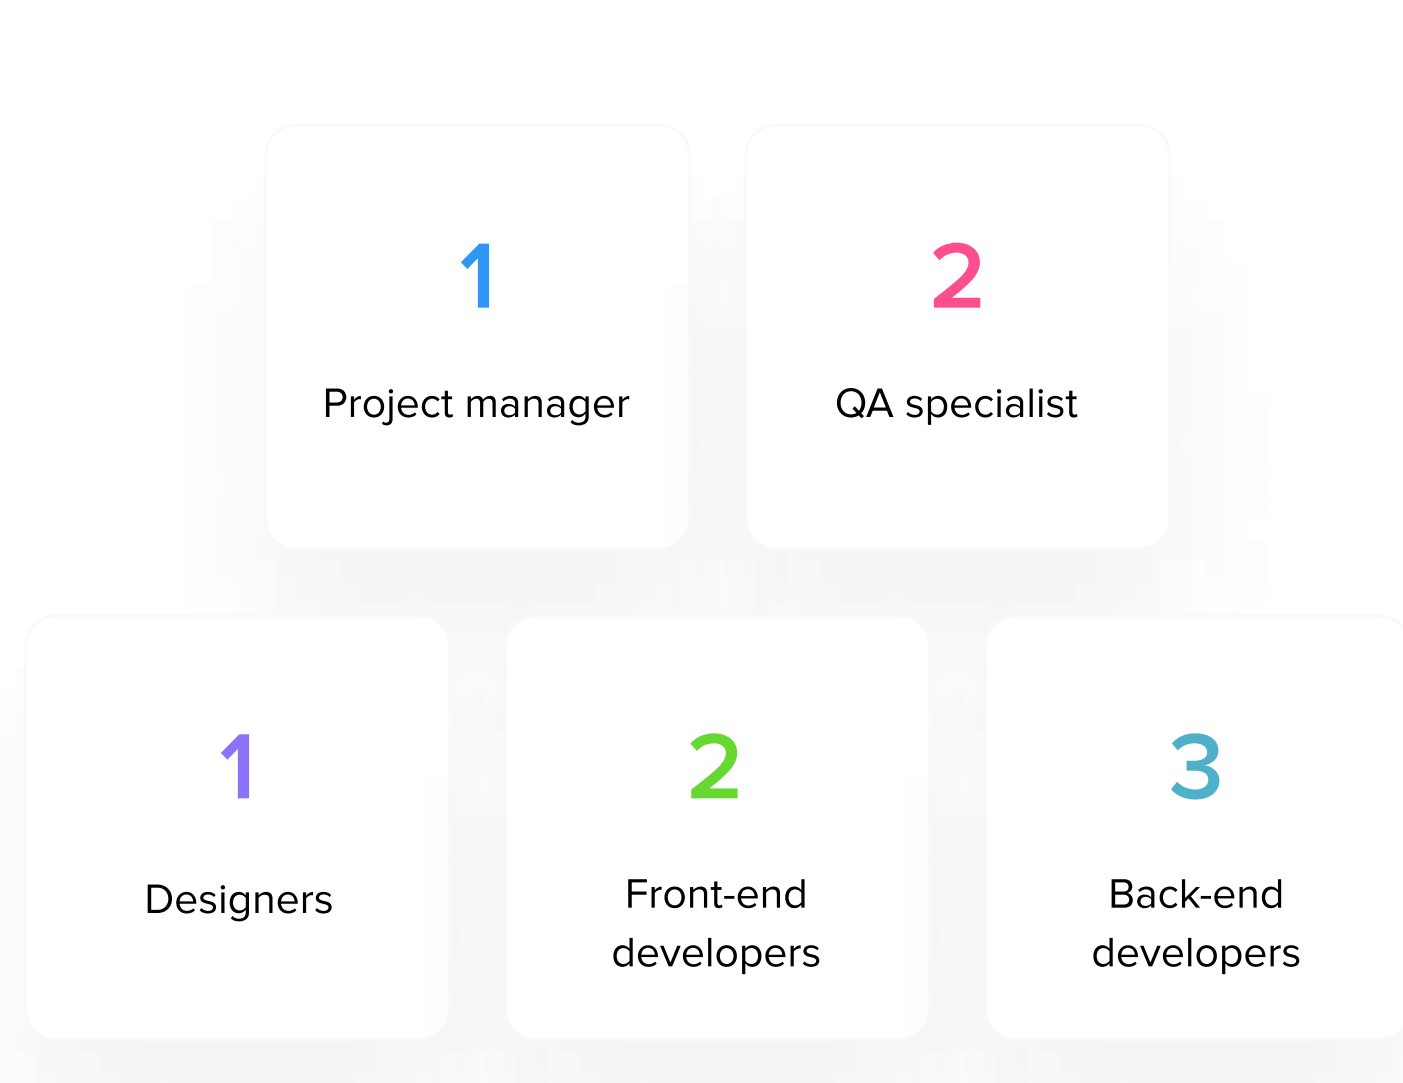 1
Project manager
2
QA specialist
1
Designers
2
Front-end
developers
3
Back-end
developers